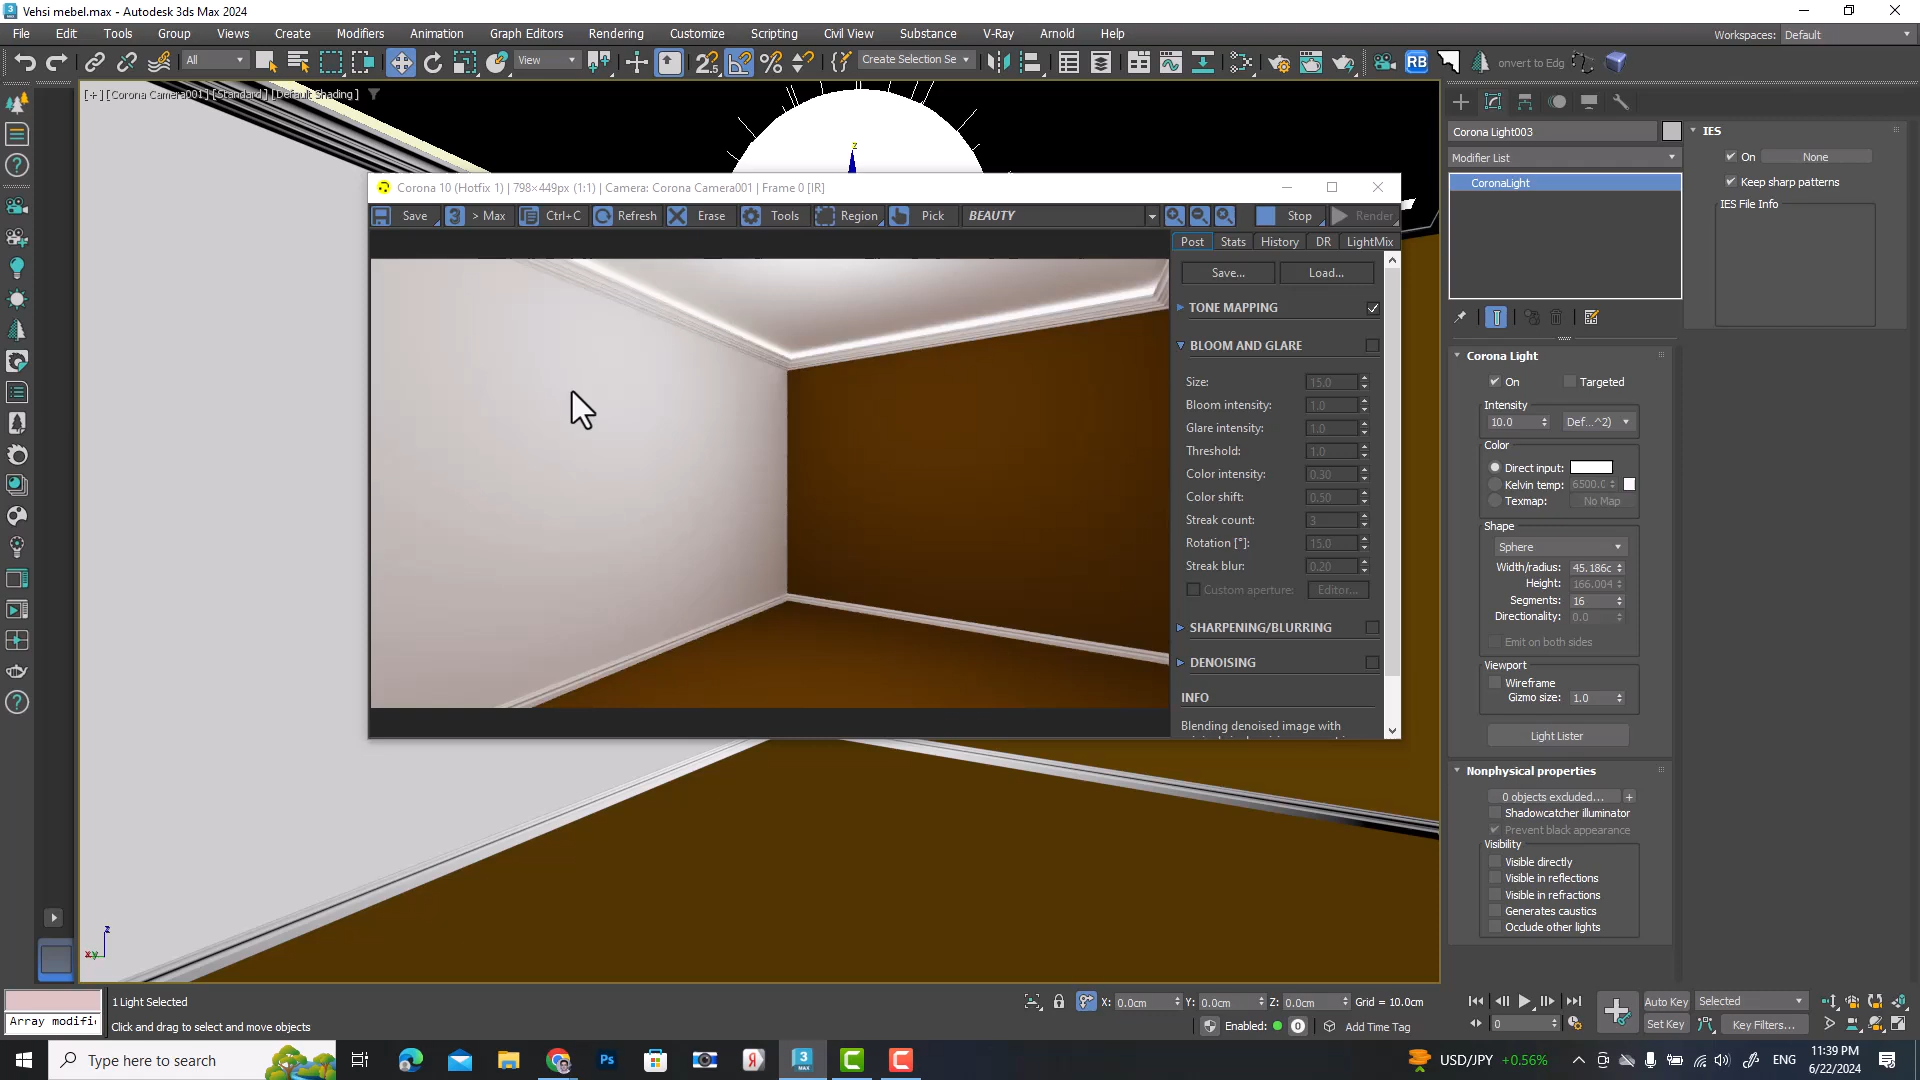 Vehsi mebel.max - Autodesk 3ds Max 2024
File Edit Tools Group Views Create Modifiers Animation Graph Editors Rendering Customize Scripting Civil View Substance V-Ray Arnold Help
Workspaces: Default
All View Create Selection Se RB onvert to Edg
[+] [Corona Camera001] [Standard] [Default Shading]
Corona Light003
Modifier List
CoronaLight
IES
On None
Keep sharp patterns
IES File Info
Corona 10 (Hotfix 1) | 798×449px (1:1) | Camera: Corona Camera001 | Frame 0 [IR]
Save > Max Ctrl+C Refresh Erase Tools Region Pick BEAUTY Stop Render
Post Stats History DR LightMix
Save... Load...
TONE MAPPING
BLOOM AND GLARE
Size: 15.0
Bloom intensity: 1.0
Glare intensity: 1.0
Threshold: 1.0
Color intensity: 0.30
Color shift: 0.50
Streak count: 3
Rotation [°]: 15.0
Streak blur: 0.20
Custom aperture: Editor...
SHARPENING/BLURRING
DENOISING
INFO
Blending denoised image with
Corona Light
On Targeted
Intensity
10.0 Def...^2)
Color
Direct input:
Kelvin temp: 6500.0
Texmap: No Map
Shape
Sphere
Width/radius: 45.186c
Height: 166.004
Segments: 16
Directionality: 0.0
Emit on both sides
Viewport
Wireframe
Gizmo size: 1.0
Light Lister
Nonphysical properties
0 objects excluded... +
Shadowcatcher illuminator
Prevent black appearance
Visibility
Visible directly
Visible in reflections
Visible in refractions
Generates caustics
Occlude other lights
z
x y
z
1 Light Selected
Click and drag to select and move objects
Array modifi
X: 0.0cm Y: 0.0cm Z: 0.0cm Grid = 10.0cm
Enabled: 0 Add Time Tag
0
Auto Key Selected
Set Key Key Filters...
Type here to search
USD/JPY +0.56%
ENG
11:39 PM
6/22/2024